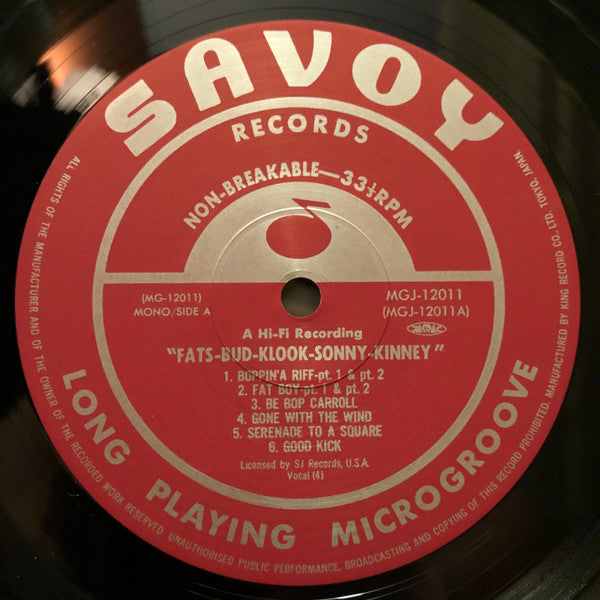 SAVOY
RECORDS
NON-BREAKABLE—33⅓RPM
(MG-12011)
MONO/SIDE A
MGJ-12011
(MGJ-12011A)
A Hi-Fi Recording
"FATS-BUD-KLOOK-SONNY-KINNEY"
1. BOPPIN'A RIFF-pt. 1 & pt. 2
2. FAT BOY-pt. 1 & pt. 2
3. BE BOP CARROLL
4. GONE WITH THE WIND
5. SERENADE TO A SQUARE
6. GOOD KICK
Licensed by SJ Records, U.S.A.
Vocal (4)
LONG PLAYING MICROGROOVE
ALL RIGHTS OF THE MANUFACTURER AND OF THE OWNER OF THE RECORDED WORK RESERVED. UNAUTHORISED PUBLIC PERFORMANCE, BROADCASTING AND COPYING OF THIS RECORD PROHIBITED. MANUFACTURED BY KING RECORD CO., LTD. TOKYO, JAPAN.